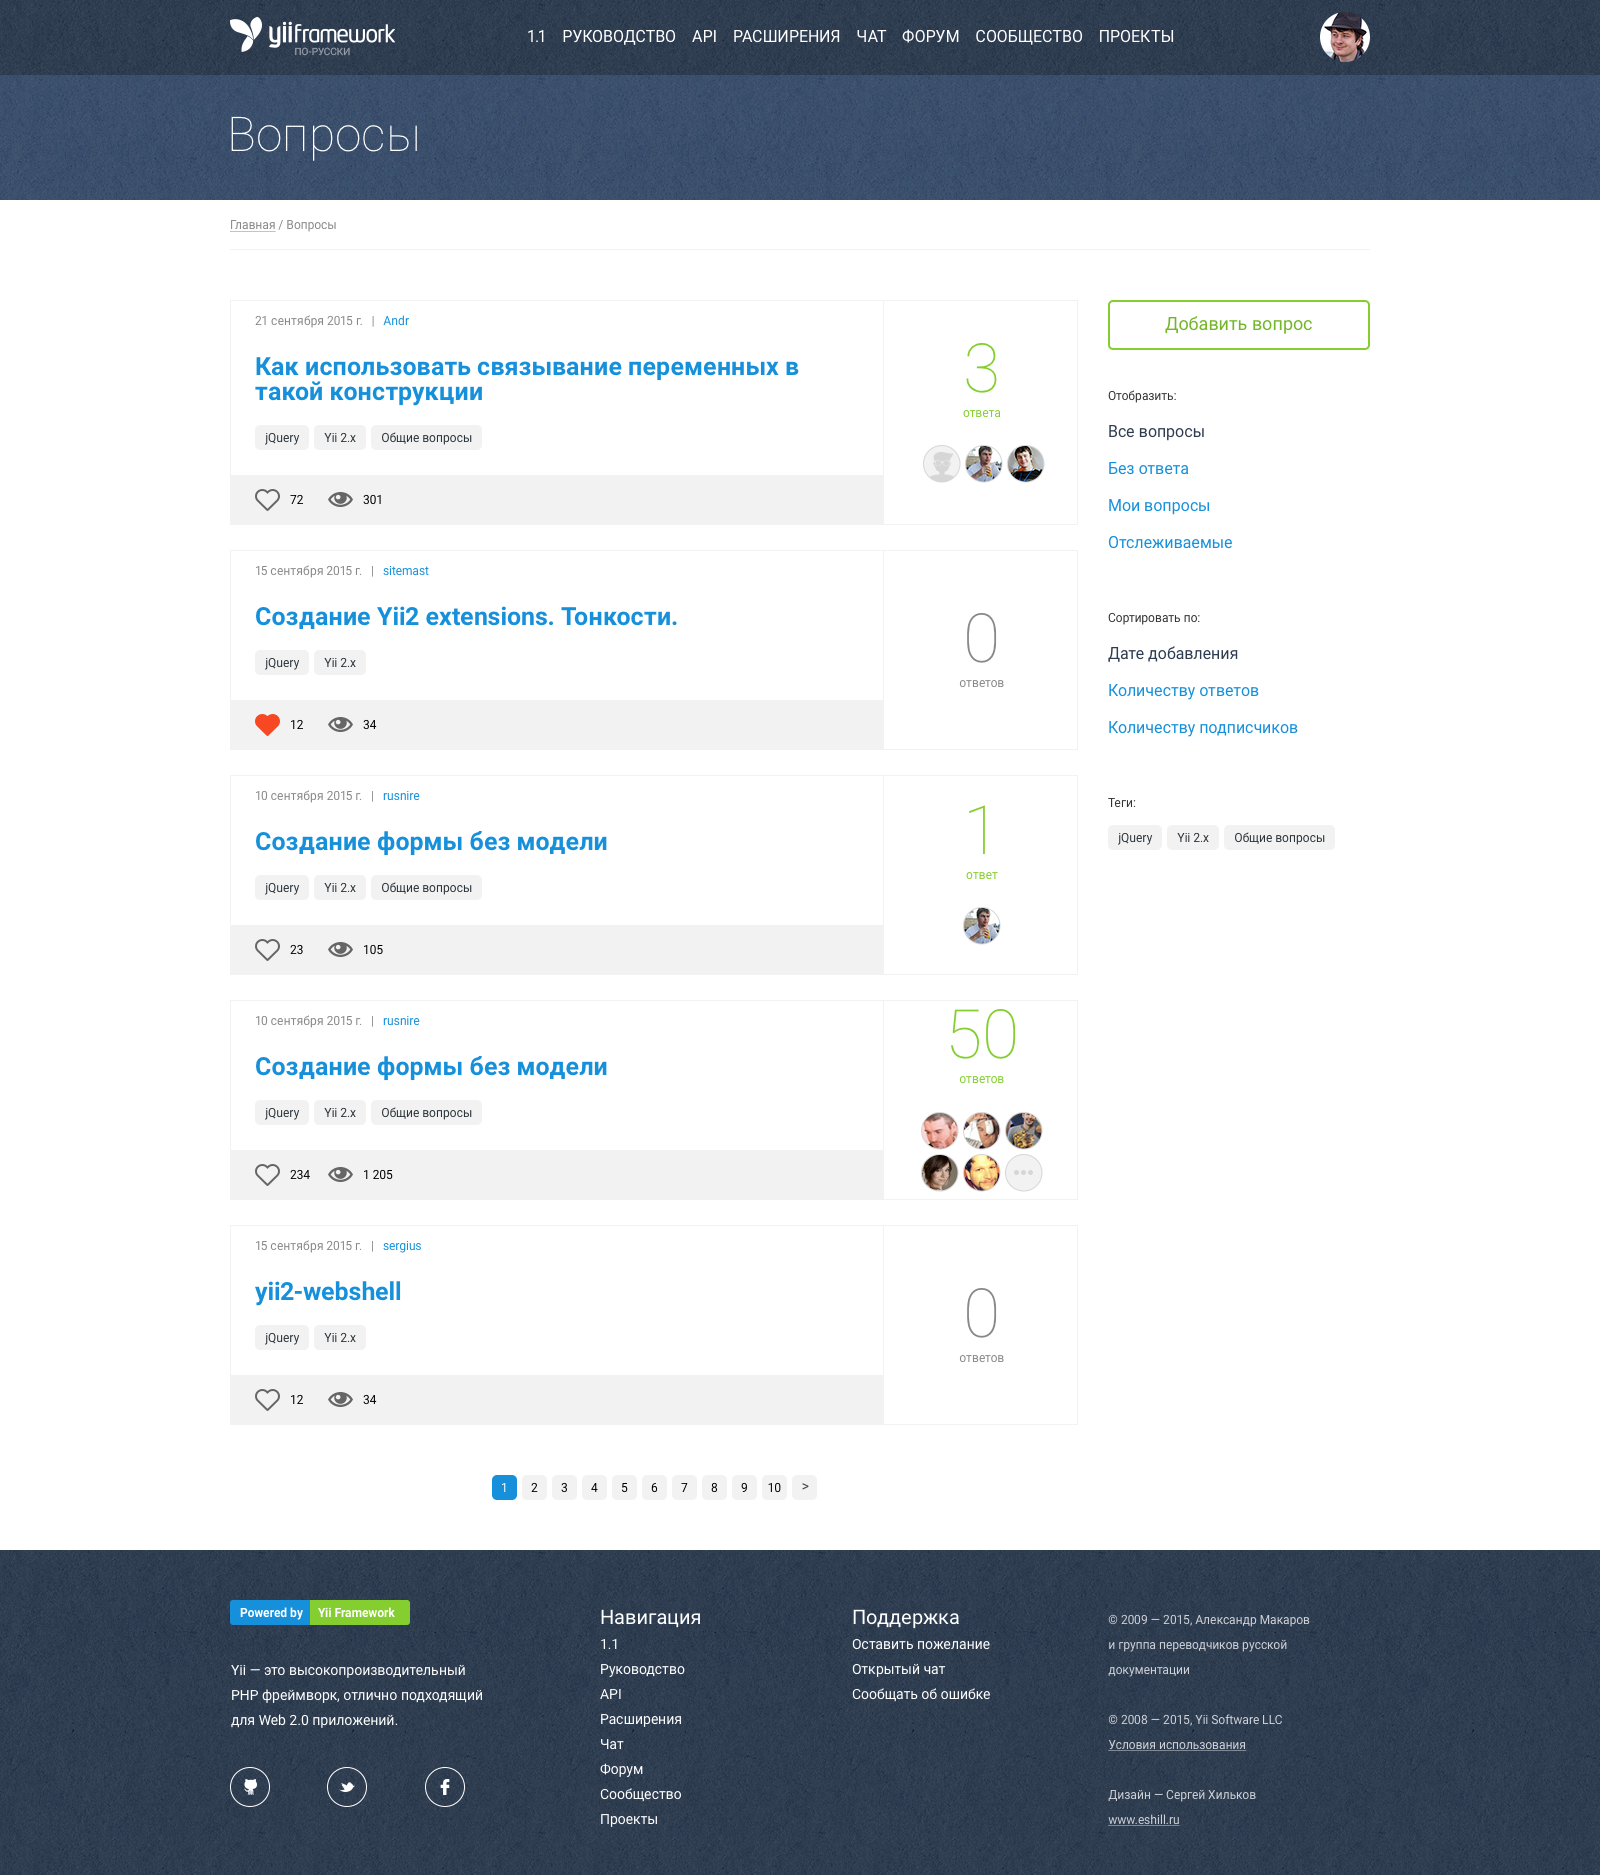 yiiframework
ПО-РУССКИ
1.1 РУКОВОДСТВО API РАСШИРЕНИЯ ЧАТ ФОРУМ СООБЩЕСТВО ПРОЕКТЫ
Вопросы
Главная / Вопросы
21 сентября 2015 г. | Andr
Как использовать связывание переменных в
такой конструкции
jQuery Yii 2.x Общие вопросы
72 301
3
ответа
15 сентября 2015 г. | sitemast
Создание Yii2 extensions. Тонкости.
jQuery Yii 2.x
12 34
0
ответов
10 сентября 2015 г. | rusnire
Создание формы без модели
jQuery Yii 2.x Общие вопросы
23 105
1
ответ
10 сентября 2015 г. | rusnire
Создание формы без модели
jQuery Yii 2.x Общие вопросы
234 1 205
50
ответов
15 сентября 2015 г. | sergius
yii2-webshell
jQuery Yii 2.x
12 34
0
ответов
1 2 3 4 5 6 7 8 9 10 >
Добавить вопрос
Отобразить:
Все вопросы
Без ответа
Мои вопросы
Отслеживаемые
Сортировать по:
Дате добавления
Количеству ответов
Количеству подписчиков
Теги:
jQuery Yii 2.x Общие вопросы
Powered by Yii Framework
Yii — это высокопроизводительный
PHP фреймворк, отлично подходящий
для Web 2.0 приложений.
Навигация
1.1
Руководство
API
Расширения
Чат
Форум
Сообщество
Проекты
Поддержка
Оставить пожелание
Открытый чат
Сообщать об ошибке
© 2009 — 2015, Александр Макаров
и группа переводчиков русской
документации
© 2008 — 2015, Yii Software LLC
Условия использования
Дизайн — Сергей Хильков
www.eshill.ru